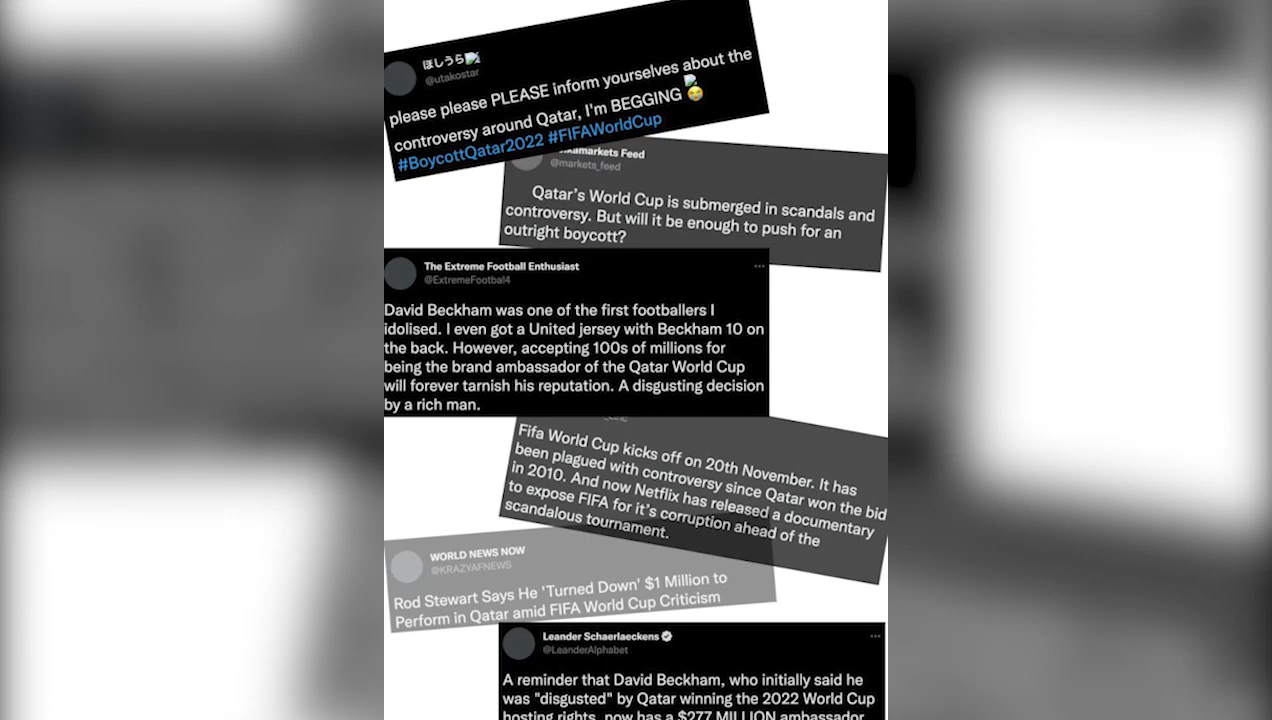 ほしうら
@utakostar
please please PLEASE inform yourselves about the
controversy around Qatar, I'm BEGGING 😭
#BoycottQatar2022 #FIFAWorldCup
markets Feed
@markets_feed
Qatar's World Cup is submerged in scandals and
controversy. But will it be enough to push for an
outright boycott?
The Extreme Football Enthusiast
@ExtremeFootbal4
David Beckham was one of the first footballers I
idolised. I even got a United jersey with Beckham 10 on
the back. However, accepting 100s of millions for
being the brand ambassador of the Qatar World Cup
will forever tarnish his reputation. A disgusting decision
by a rich man.
Fifa World Cup kicks off on 20th November. It has
been plagued with controversy since Qatar won the bid
in 2010. And now Netflix has released a documentary
to expose FIFA for it's corruption ahead of the
scandalous tournament.
WORLD NEWS NOW
@KRAZYAFNEWS
Rod Stewart Says He 'Turned Down' $1 Million to
Perform in Qatar amid FIFA World Cup Criticism
Leander Schaerlaeckens
@LeanderAlphabet
A reminder that David Beckham, who initially said he
was "disgusted" by Qatar winning the 2022 World Cup
hosting rights, now has a $277 MILLION ambassador